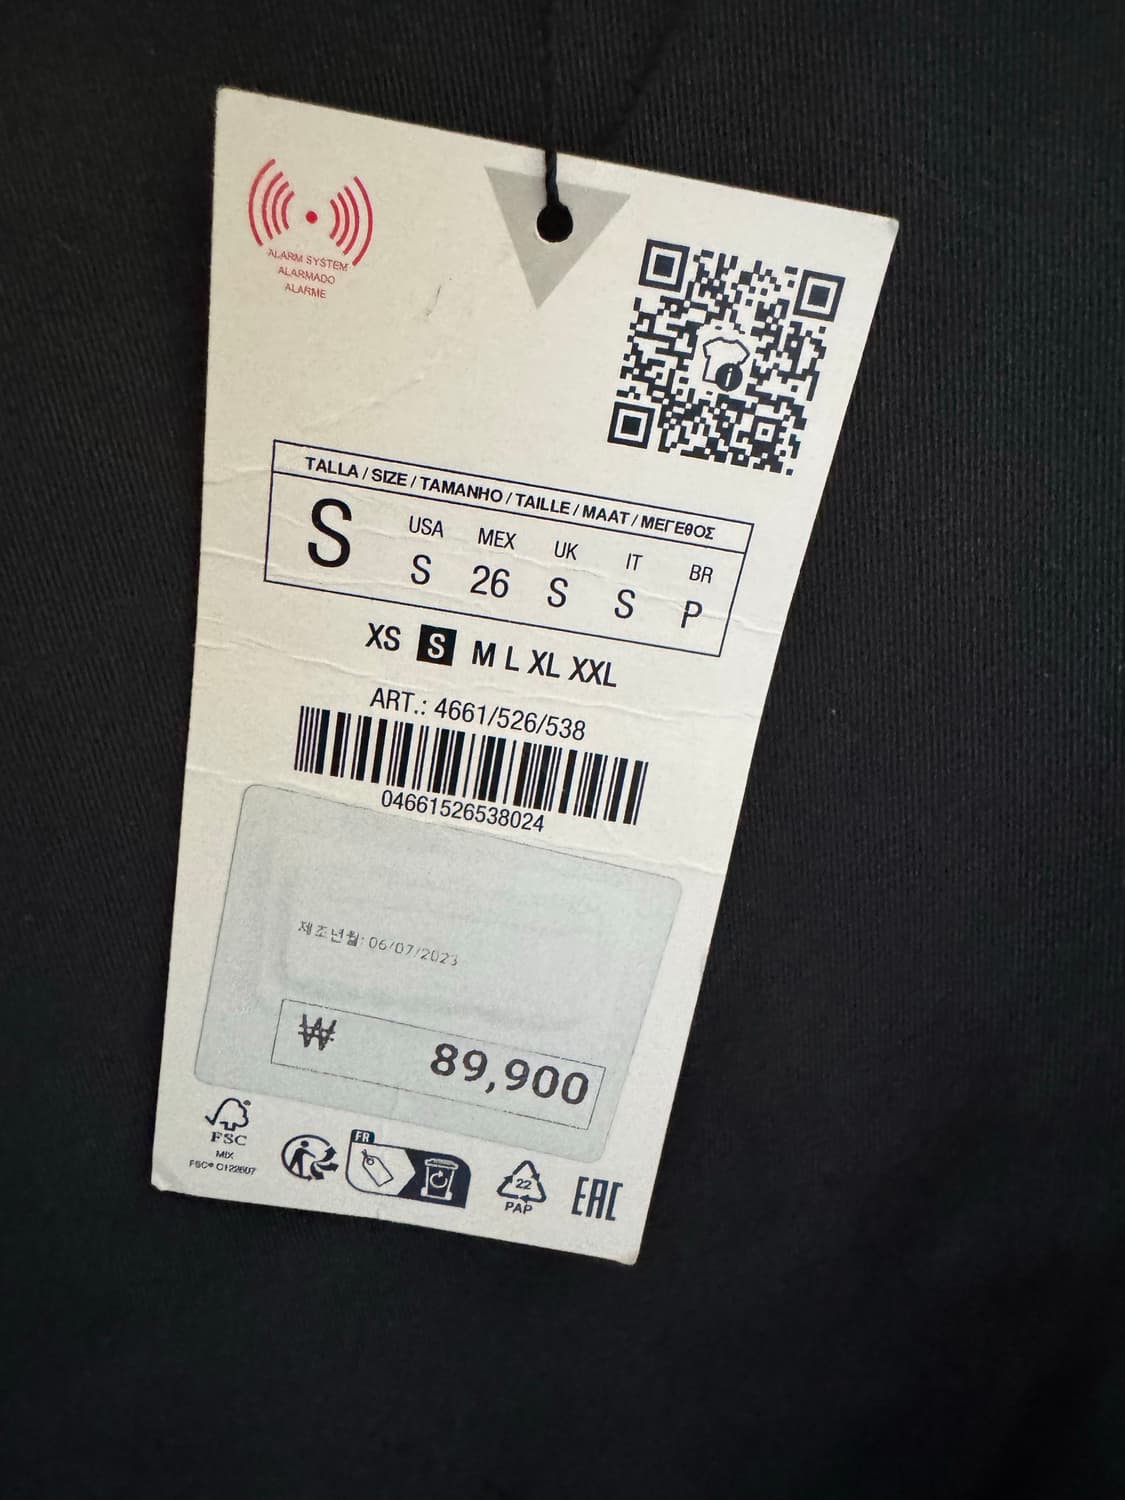 ALARM SYSTEM
ALARMADO
ALARME
TALLA / SIZE / TAMANHO / TAILLE / MAAT / ΜΕΓΕΘΟΣ
S
USA MEX UK IT BR
S 26 S S P
XS S M L XL XXL
ART.: 4661/526/538
04661526538024
제조년월: 06/07/2023
₩ 89,900
FSC
MIX
FSC® C122607
FR
22
PAP
EAC